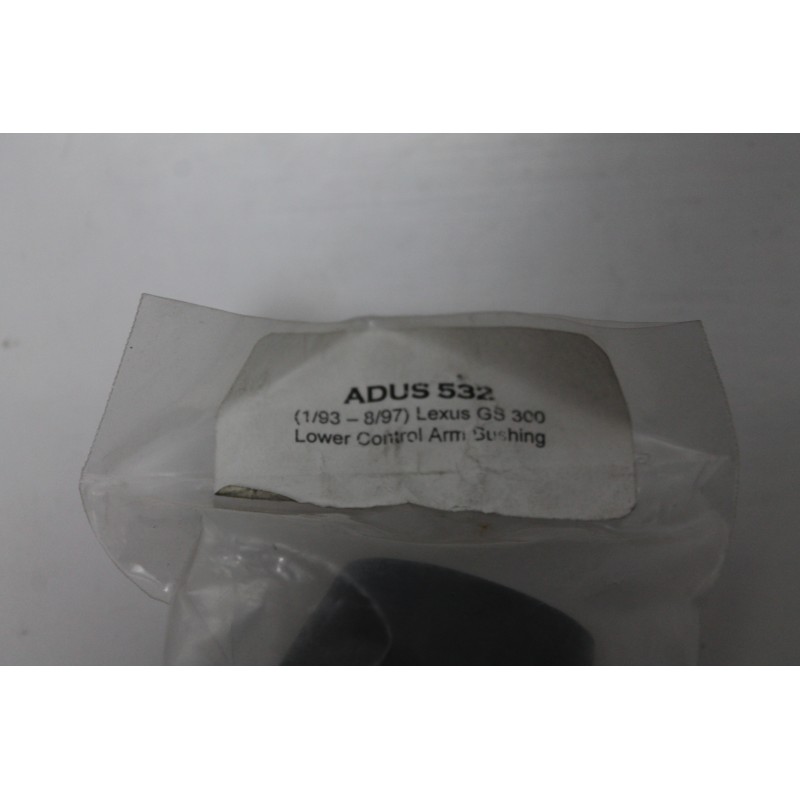 ADUS 532
(1/93 – 8/97) Lexus GS 300
Lower Control Arm Bushing